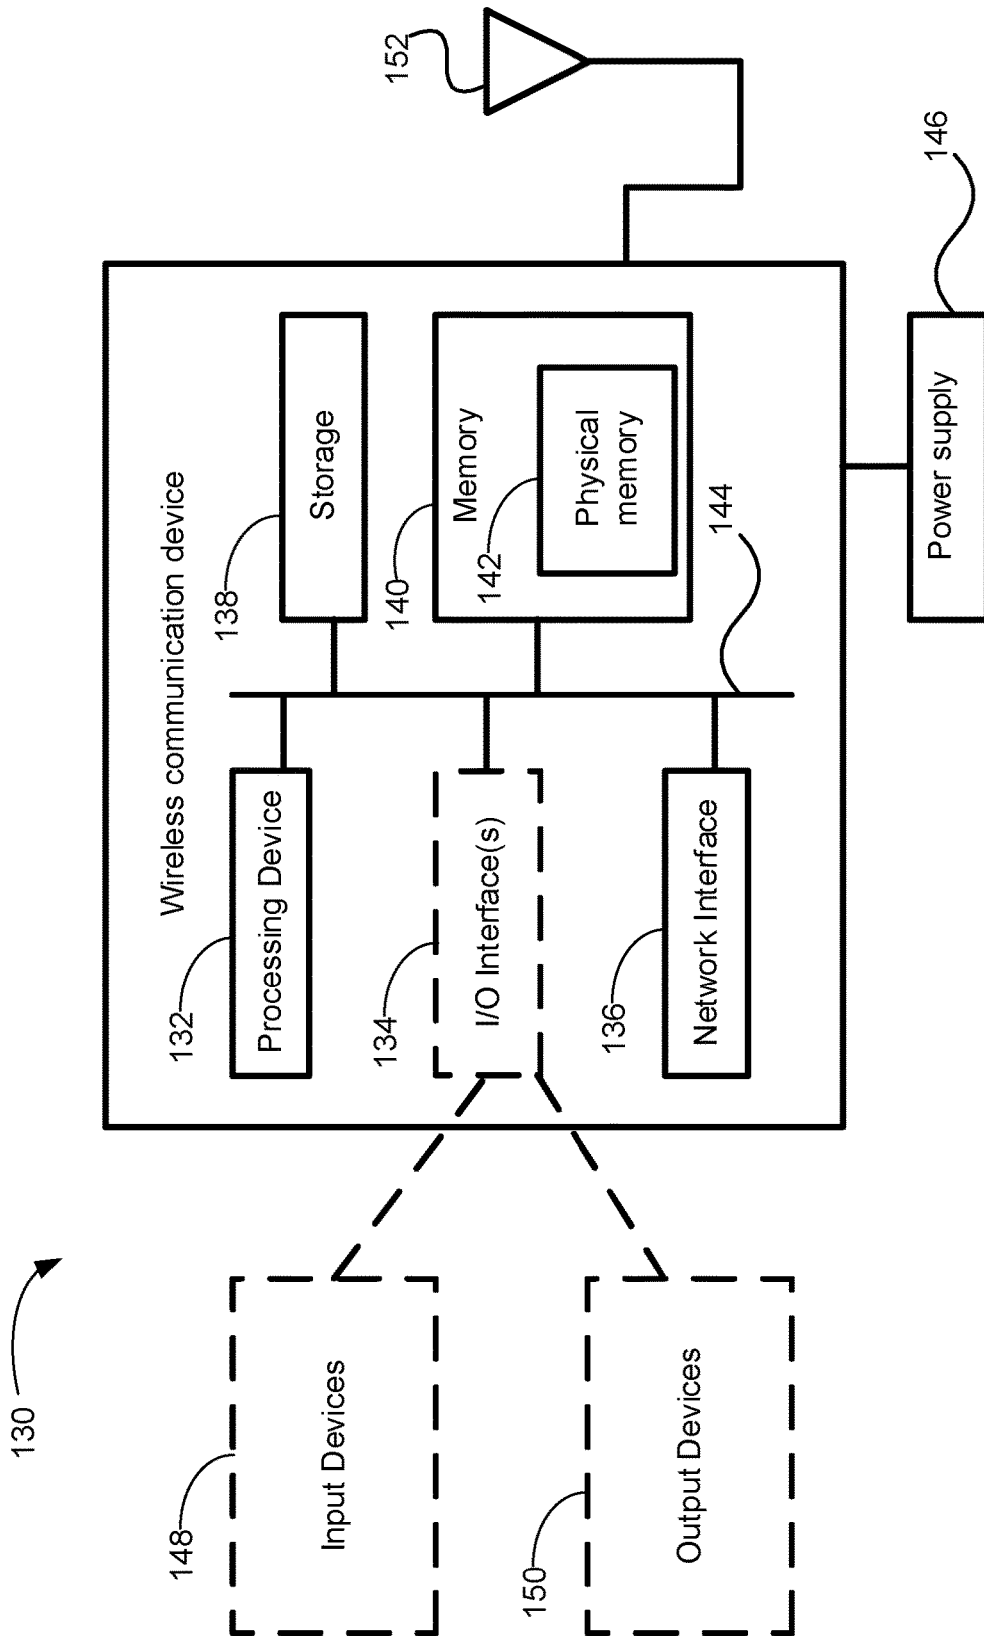 130
Wireless communication device
152
132
Processing Device
138
Storage
148
Input Devices
134
I/O Interface(s)
140
Memory
142
Physical
memory
150
Output Devices
136
Network Interface
144
Power supply
146